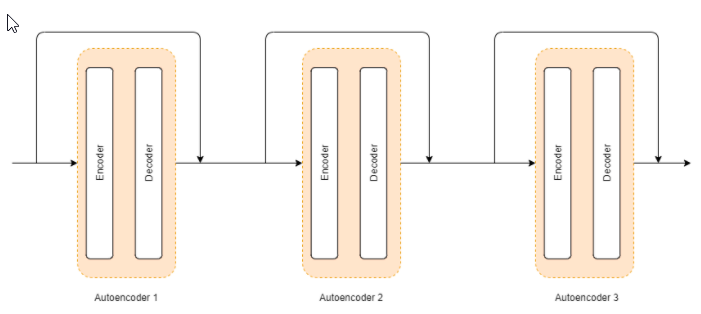 Encoder
Decoder
Encoder
Decoder
Encoder
Decoder
Autoencoder 1
Autoencoder 2
Autoencoder 3